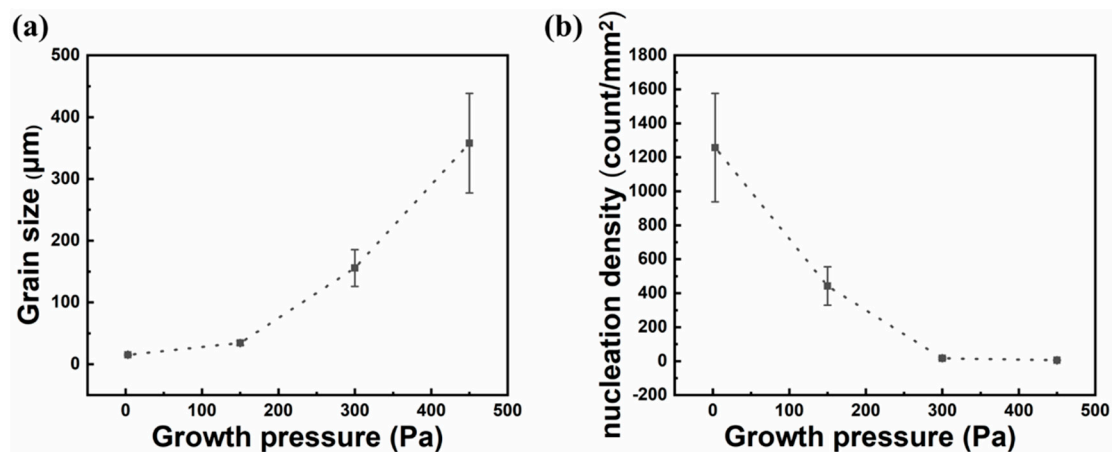 (a)
500
400
300
200
100
0
Grain size (μm)
0 100 200 300 400 500
Growth pressure (Pa)
(b)
1800
1600
1400
1200
1000
800
600
400
200
0
-200
nucleation density (count/mm²)
0 100 200 300 400 500
Growth pressure (Pa)